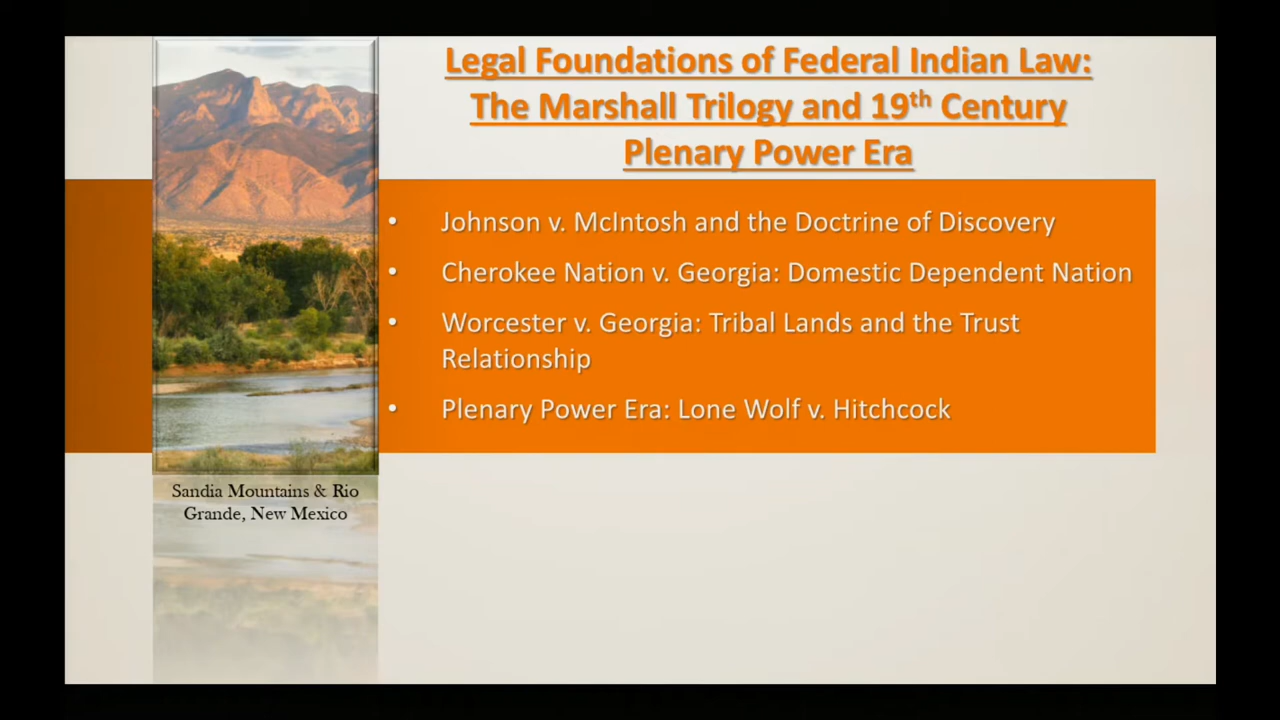 Legal Foundations of Federal Indian Law:
The Marshall Trilogy and 19th Century
Plenary Power Era
• Johnson v. McIntosh and the Doctrine of Discovery
• Cherokee Nation v. Georgia: Domestic Dependent Nation
• Worcester v. Georgia: Tribal Lands and the Trust
Relationship
• Plenary Power Era: Lone Wolf v. Hitchcock
Sandia Mountains & Rio
Grande, New Mexico